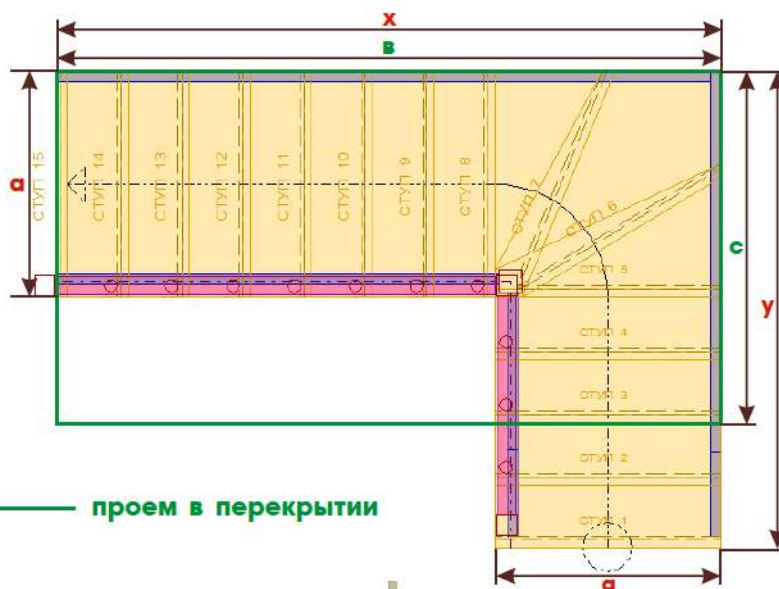 x
в
a
СТУП 15
СТУП 14
СТУП 13
СТУП 12
СТУП 11
СТУП 10
СТУП 9
СТУП 8
СТУП 7
СТУП 6
СТУП 5
СТУП 4
СТУП 3
СТУП 2
СТУП 1
c
y
проем в перекрытии
a